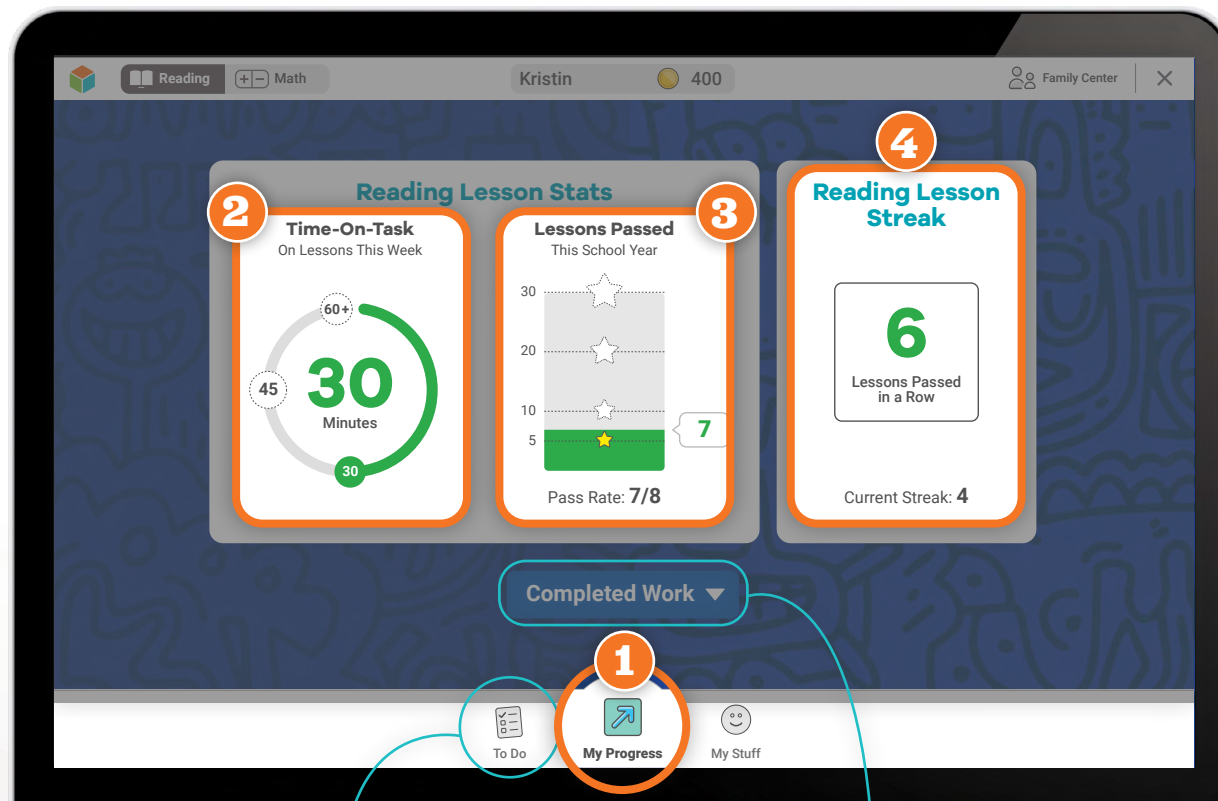 Reading
Math
Kristin
400
Family Center
Reading Lesson Stats
2
Time-On-Task
On Lessons This Week
60+
45
30
Minutes
30
3
Lessons Passed
This School Year
30
20
10
5
7
Pass Rate: 7/8
4
Reading Lesson
Streak
6
Lessons Passed
in a Row
Current Streak: 4
Completed Work
1
To Do
My Progress
My Stuff